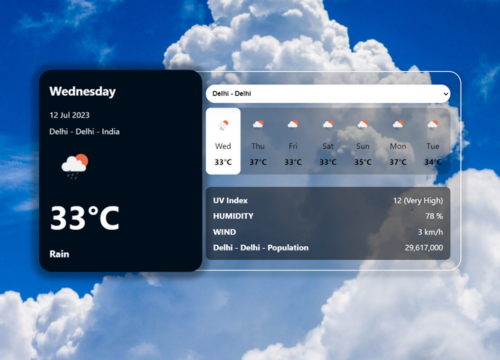 Wednesday
12 Jul 2023
Delhi - Delhi - India
33°C
Rain
Delhi - Delhi
Wed Thu Fri Sat Sun Mon Tue
33°C 37°C 33°C 33°C 35°C 37°C 34°C
UV Index 12 (Very High)
HUMIDITY 78 %
WIND 3 km/h
Delhi - Delhi - Population 29,617,000